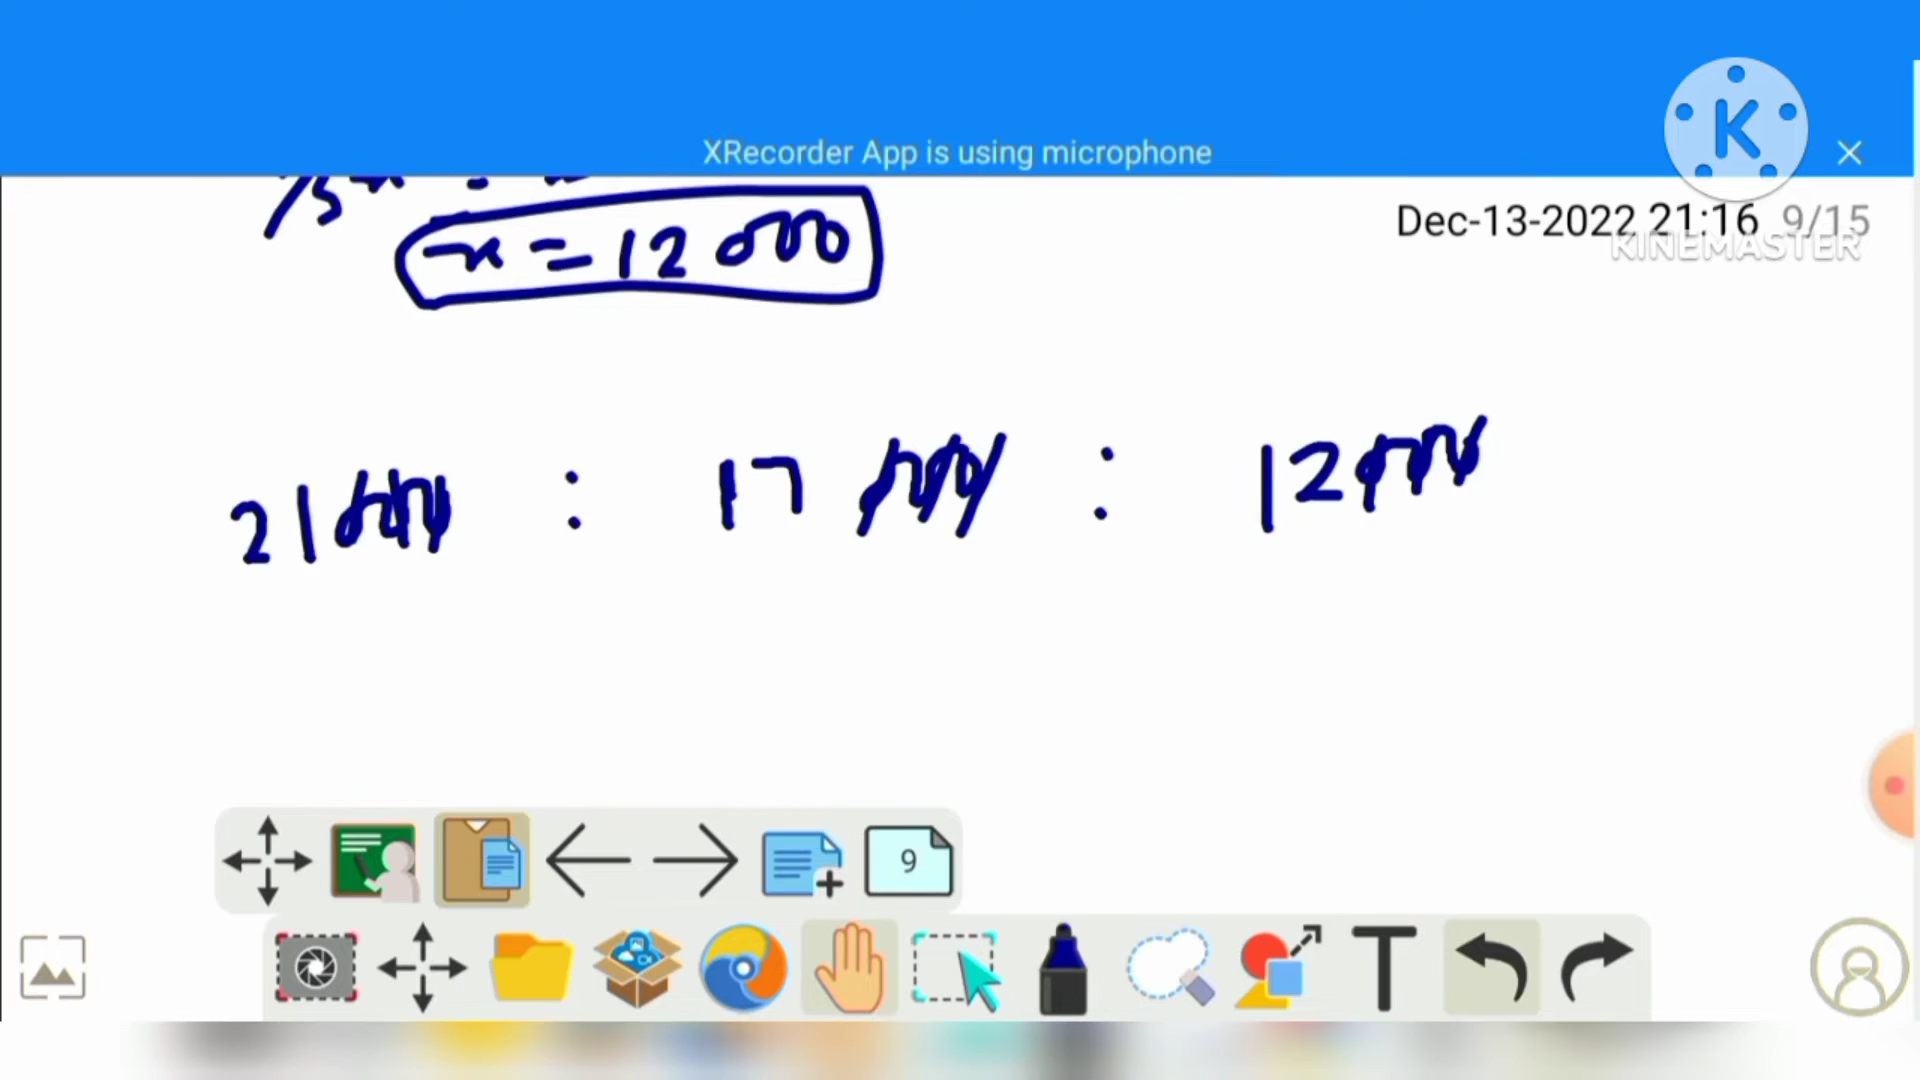 XRecorder App is using microphone
K
Dec-13-2022 21:16 9/15
KINEMASTER
x = 12000
21000 : 17000 : 12000
9
T